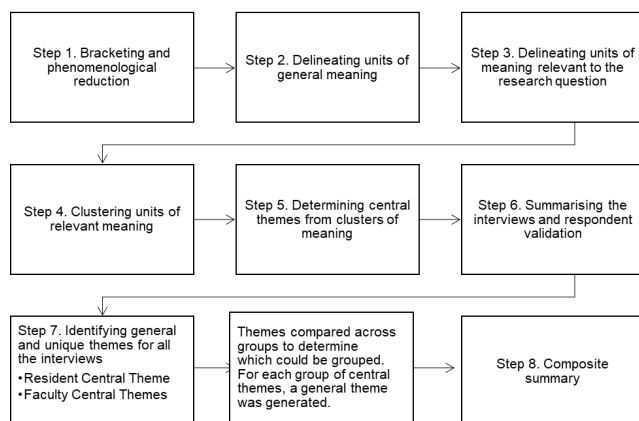 Step 1. Bracketing and
phenomenological
reduction
Step 2. Delineating units of
general meaning
Step 3. Delineating units of
meaning relevant to the
research question
Step 4. Clustering units of
relevant meaning
Step 5. Determining central
themes from clusters of
meaning
Step 6. Summarising the
interviews and respondent
validation
Step 7. Identifying general
and unique themes for all
the interviews
•Resident Central Theme
•Faculty Central Themes
Themes compared across
groups to determine
which could be grouped.
For each group of central
themes, a general theme
was generated.
Step 8. Composite
summary